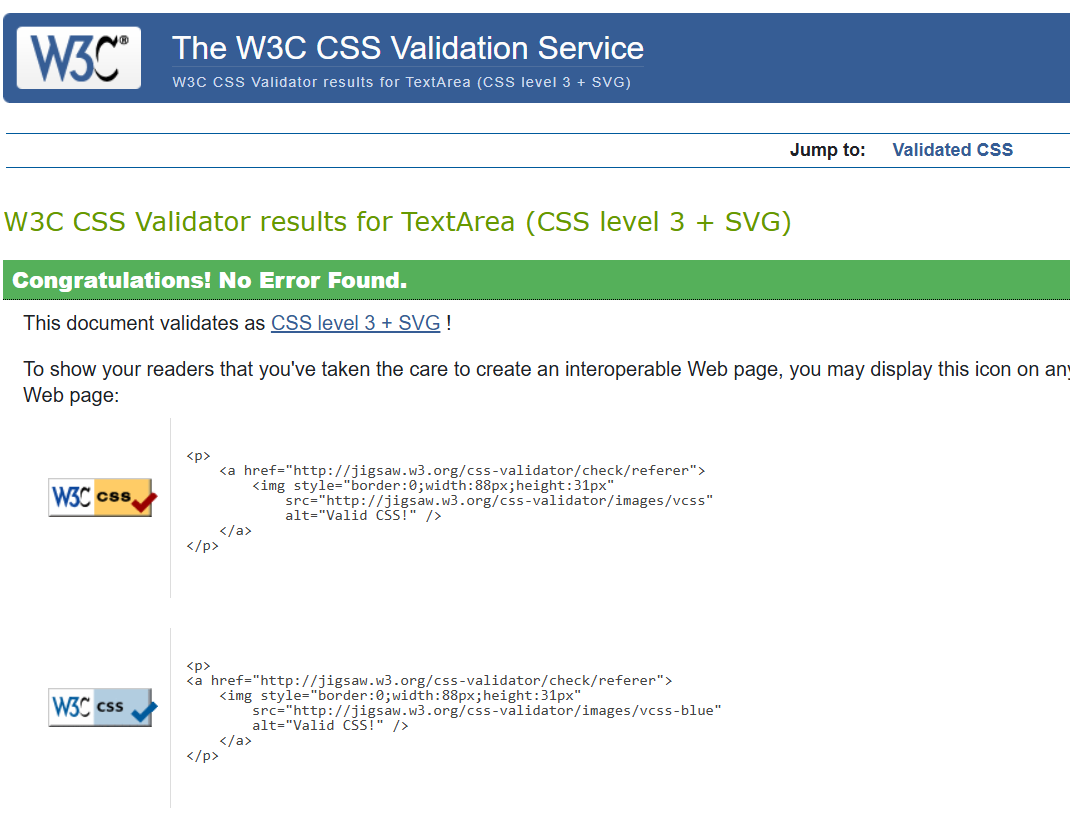 W3C®
The W3C CSS Validation Service
W3C CSS Validator results for TextArea (CSS level 3 + SVG)
Jump to: Validated CSS
W3C CSS Validator results for TextArea (CSS level 3 + SVG)
Congratulations! No Error Found.
This document validates as CSS level 3 + SVG !
To show your readers that you've taken the care to create an interoperable Web page, you may display this icon on any
Web page:
W3C css
<p>
    <a href="http://jigsaw.w3.org/css-validator/check/referer">
        <img style="border:0;width:88px;height:31px"
            src="http://jigsaw.w3.org/css-validator/images/vcss"
            alt="Valid CSS!" />
    </a>
</p>
W3C css
<p>
<a href="http://jigsaw.w3.org/css-validator/check/referer">
    <img style="border:0;width:88px;height:31px"
        src="http://jigsaw.w3.org/css-validator/images/vcss-blue"
        alt="Valid CSS!" />
    </a>
</p>